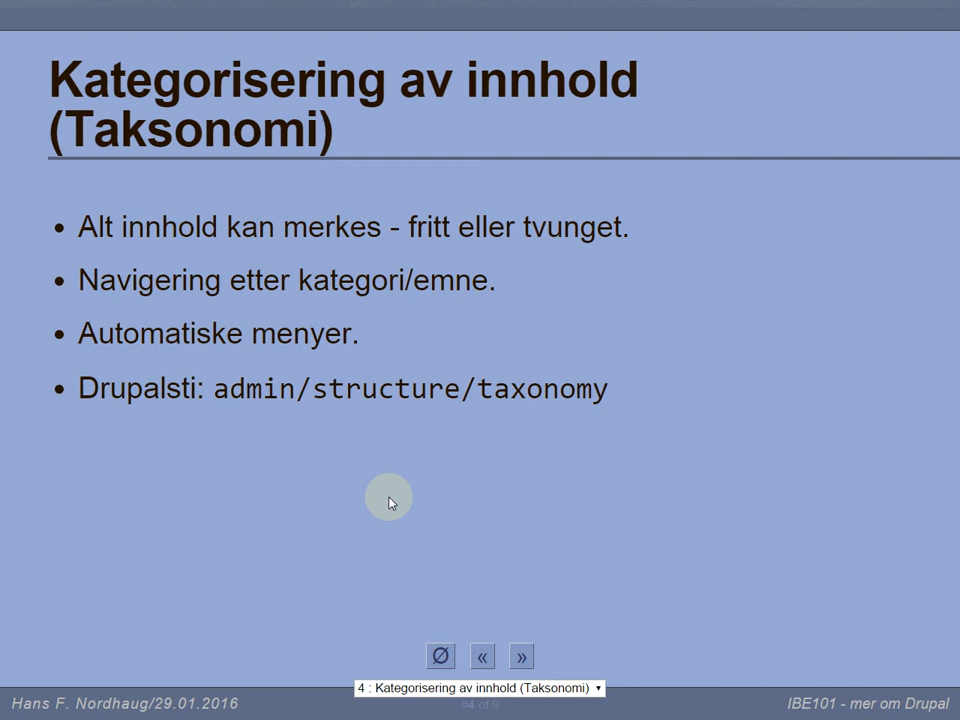 Kategorisering av innhold
(Taksonomi)
• Alt innhold kan merkes - fritt eller tvunget.
• Navigering etter kategori/emne.
• Automatiske menyer.
• Drupalsti: admin/structure/taxonomy
Ø « »
4 : Kategorisering av innhold (Taksonomi)
Hans F. Nordhaug/29.01.2016
#4 of 9
IBE101 - mer om Drupal